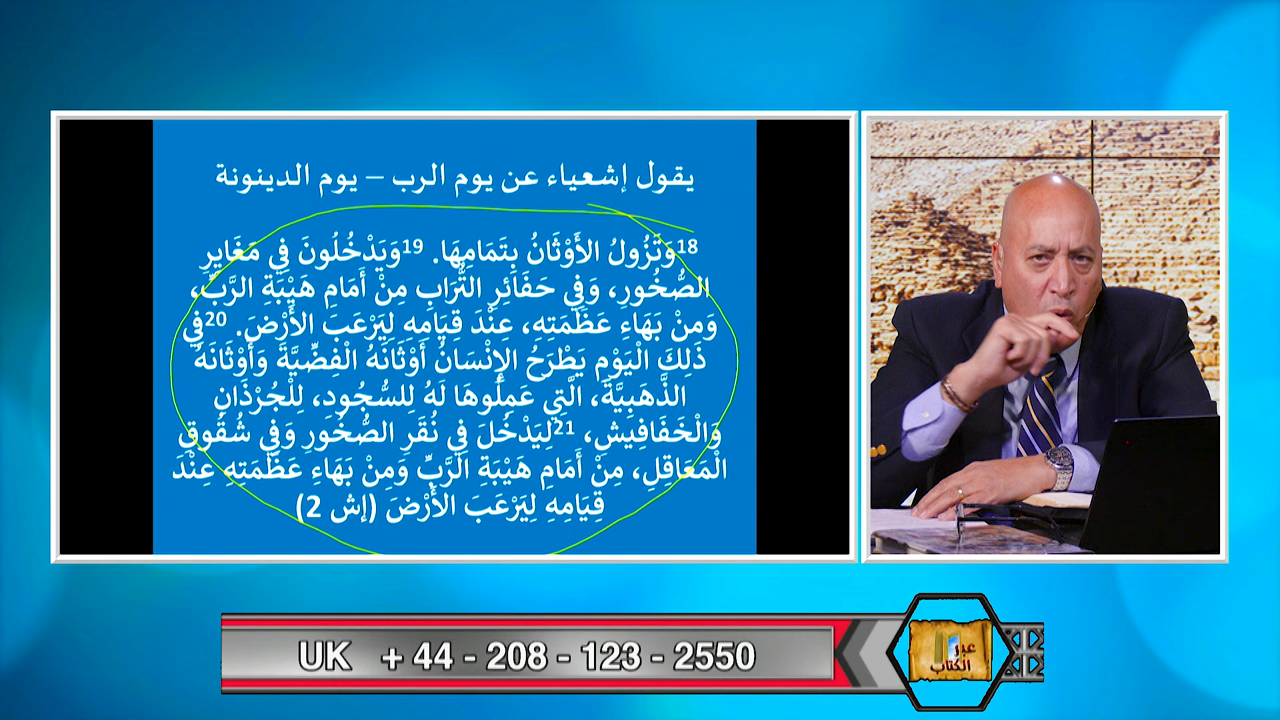 يقول إشعياء عن يوم الرب – يوم الدينونة
18وَتَزُولُ الأَوْثَانُ بِتَمَامِهَا. 19وَيَدْخُلُونَ فِي مَغَايِرِ
الصُّخُورِ، وَفِي حَفَائِرِ التُّرَابِ مِنْ أَمَامِ هَيْبَةِ الرَّبِّ،
وَمِنْ بَهَاءِ عَظَمَتِهِ، عِنْدَ قِيَامِهِ لِيَرْعَبَ الأَرْضَ. 20فِي
ذَلِكَ الْيَوْمِ يَطْرَحُ الإِنْسَانُ أَوْثَانَهُ الْفِضِّيَّةَ وَأَوْثَانَهُ
الذَّهَبِيَّةَ، الَّتِي عَمِلُوهَا لَهُ لِلسُّجُودِ، لِلْجُرْذَانِ
وَالْخَفَافِيشِ، 21لِيَدْخُلَ فِي نُقَرِ الصُّخُورِ وَفِي شُقُوقِ
الْمَعَاقِلِ، مِنْ أَمَامِ هَيْبَةِ الرَّبِّ وَمِنْ بَهَاءِ عَظَمَتِهِ عِنْدَ
قِيَامِهِ لِيَرْعَبَ الأَرْضَ (إش 2)
UK + 44 - 208 - 123 - 2550
عبر
الكتاب